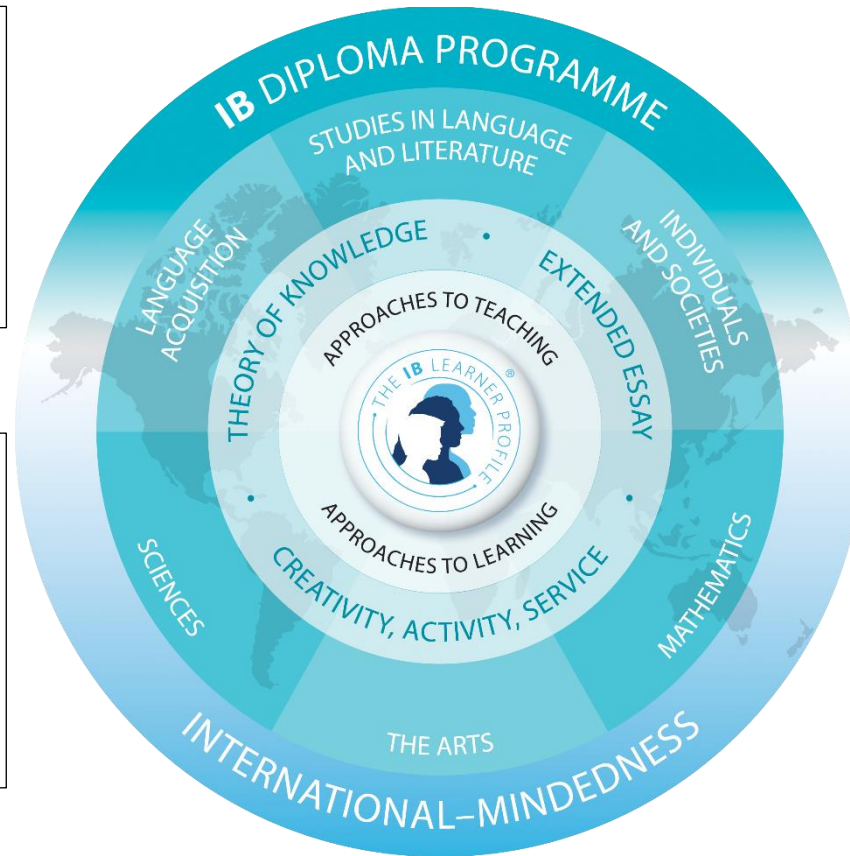 IB DIPLOMA PROGRAMME
STUDIES IN LANGUAGE
AND LITERATURE
LANGUAGE
ACQUISITION
INDIVIDUALS
AND SOCIETIES
THEORY OF KNOWLEDGE
•
EXTENDED ESSAY
APPROACHES TO TEACHING
• THE IB LEARNER PROFILE •
®
APPROACHES TO LEARNING
•
•
CREATIVITY, ACTIVITY, SERVICE
SCIENCES
MATHEMATICS
THE ARTS
INTERNATIONAL–MINDEDNESS